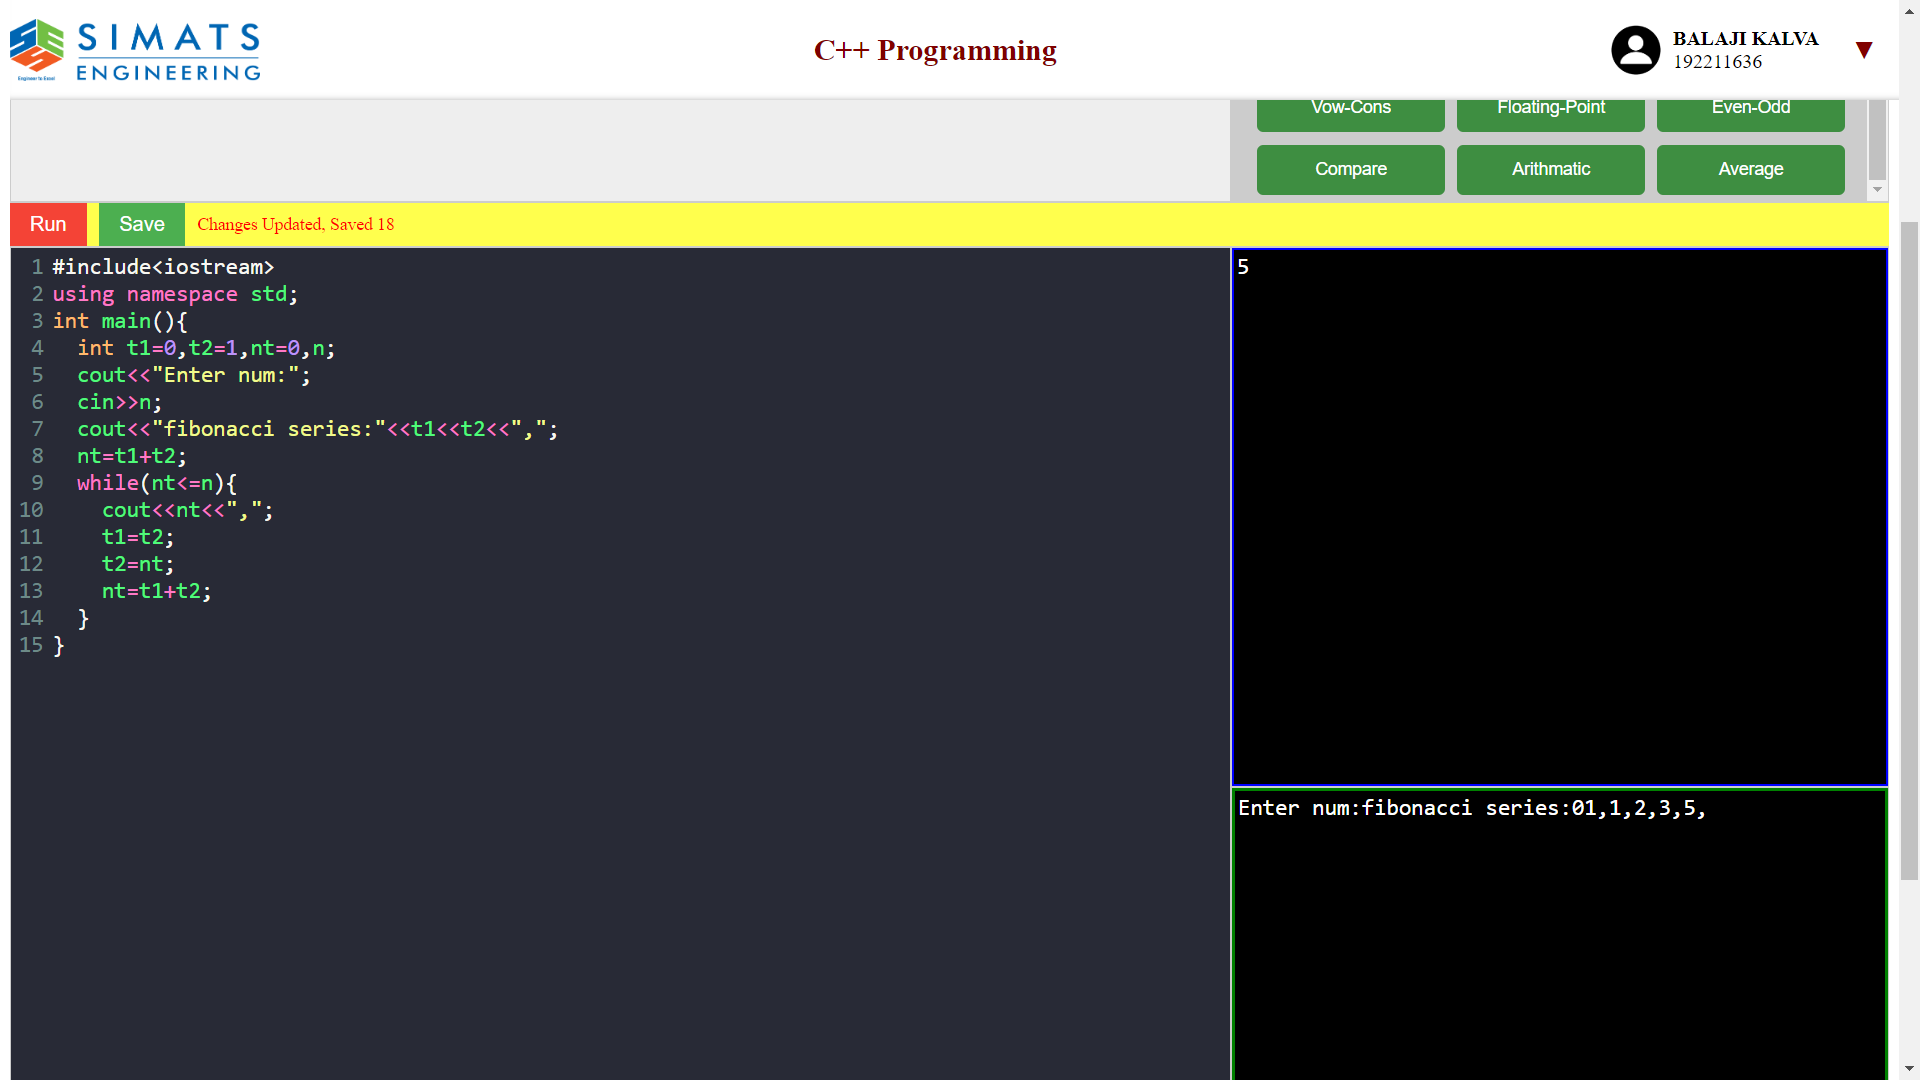 SIMATS
ENGINEERING
Engineer to Excel
C++ Programming
BALAJI KALVA
192211636
▼
Vow-Cons Floating-Point Even-Odd
Compare Arithmatic Average
Run Save Changes Updated, Saved 18
1 #include<iostream>
2 using namespace std;
3 int main(){
4   int t1=0,t2=1,nt=0,n;
5   cout<<"Enter num:";
6   cin>>n;
7   cout<<"fibonacci series:"<<t1<<t2<<",";
8   nt=t1+t2;
9   while(nt<=n){
10     cout<<nt<<",";
11     t1=t2;
12     t2=nt;
13     nt=t1+t2;
14   }
15 }
5
Enter num:fibonacci series:01,1,2,3,5,